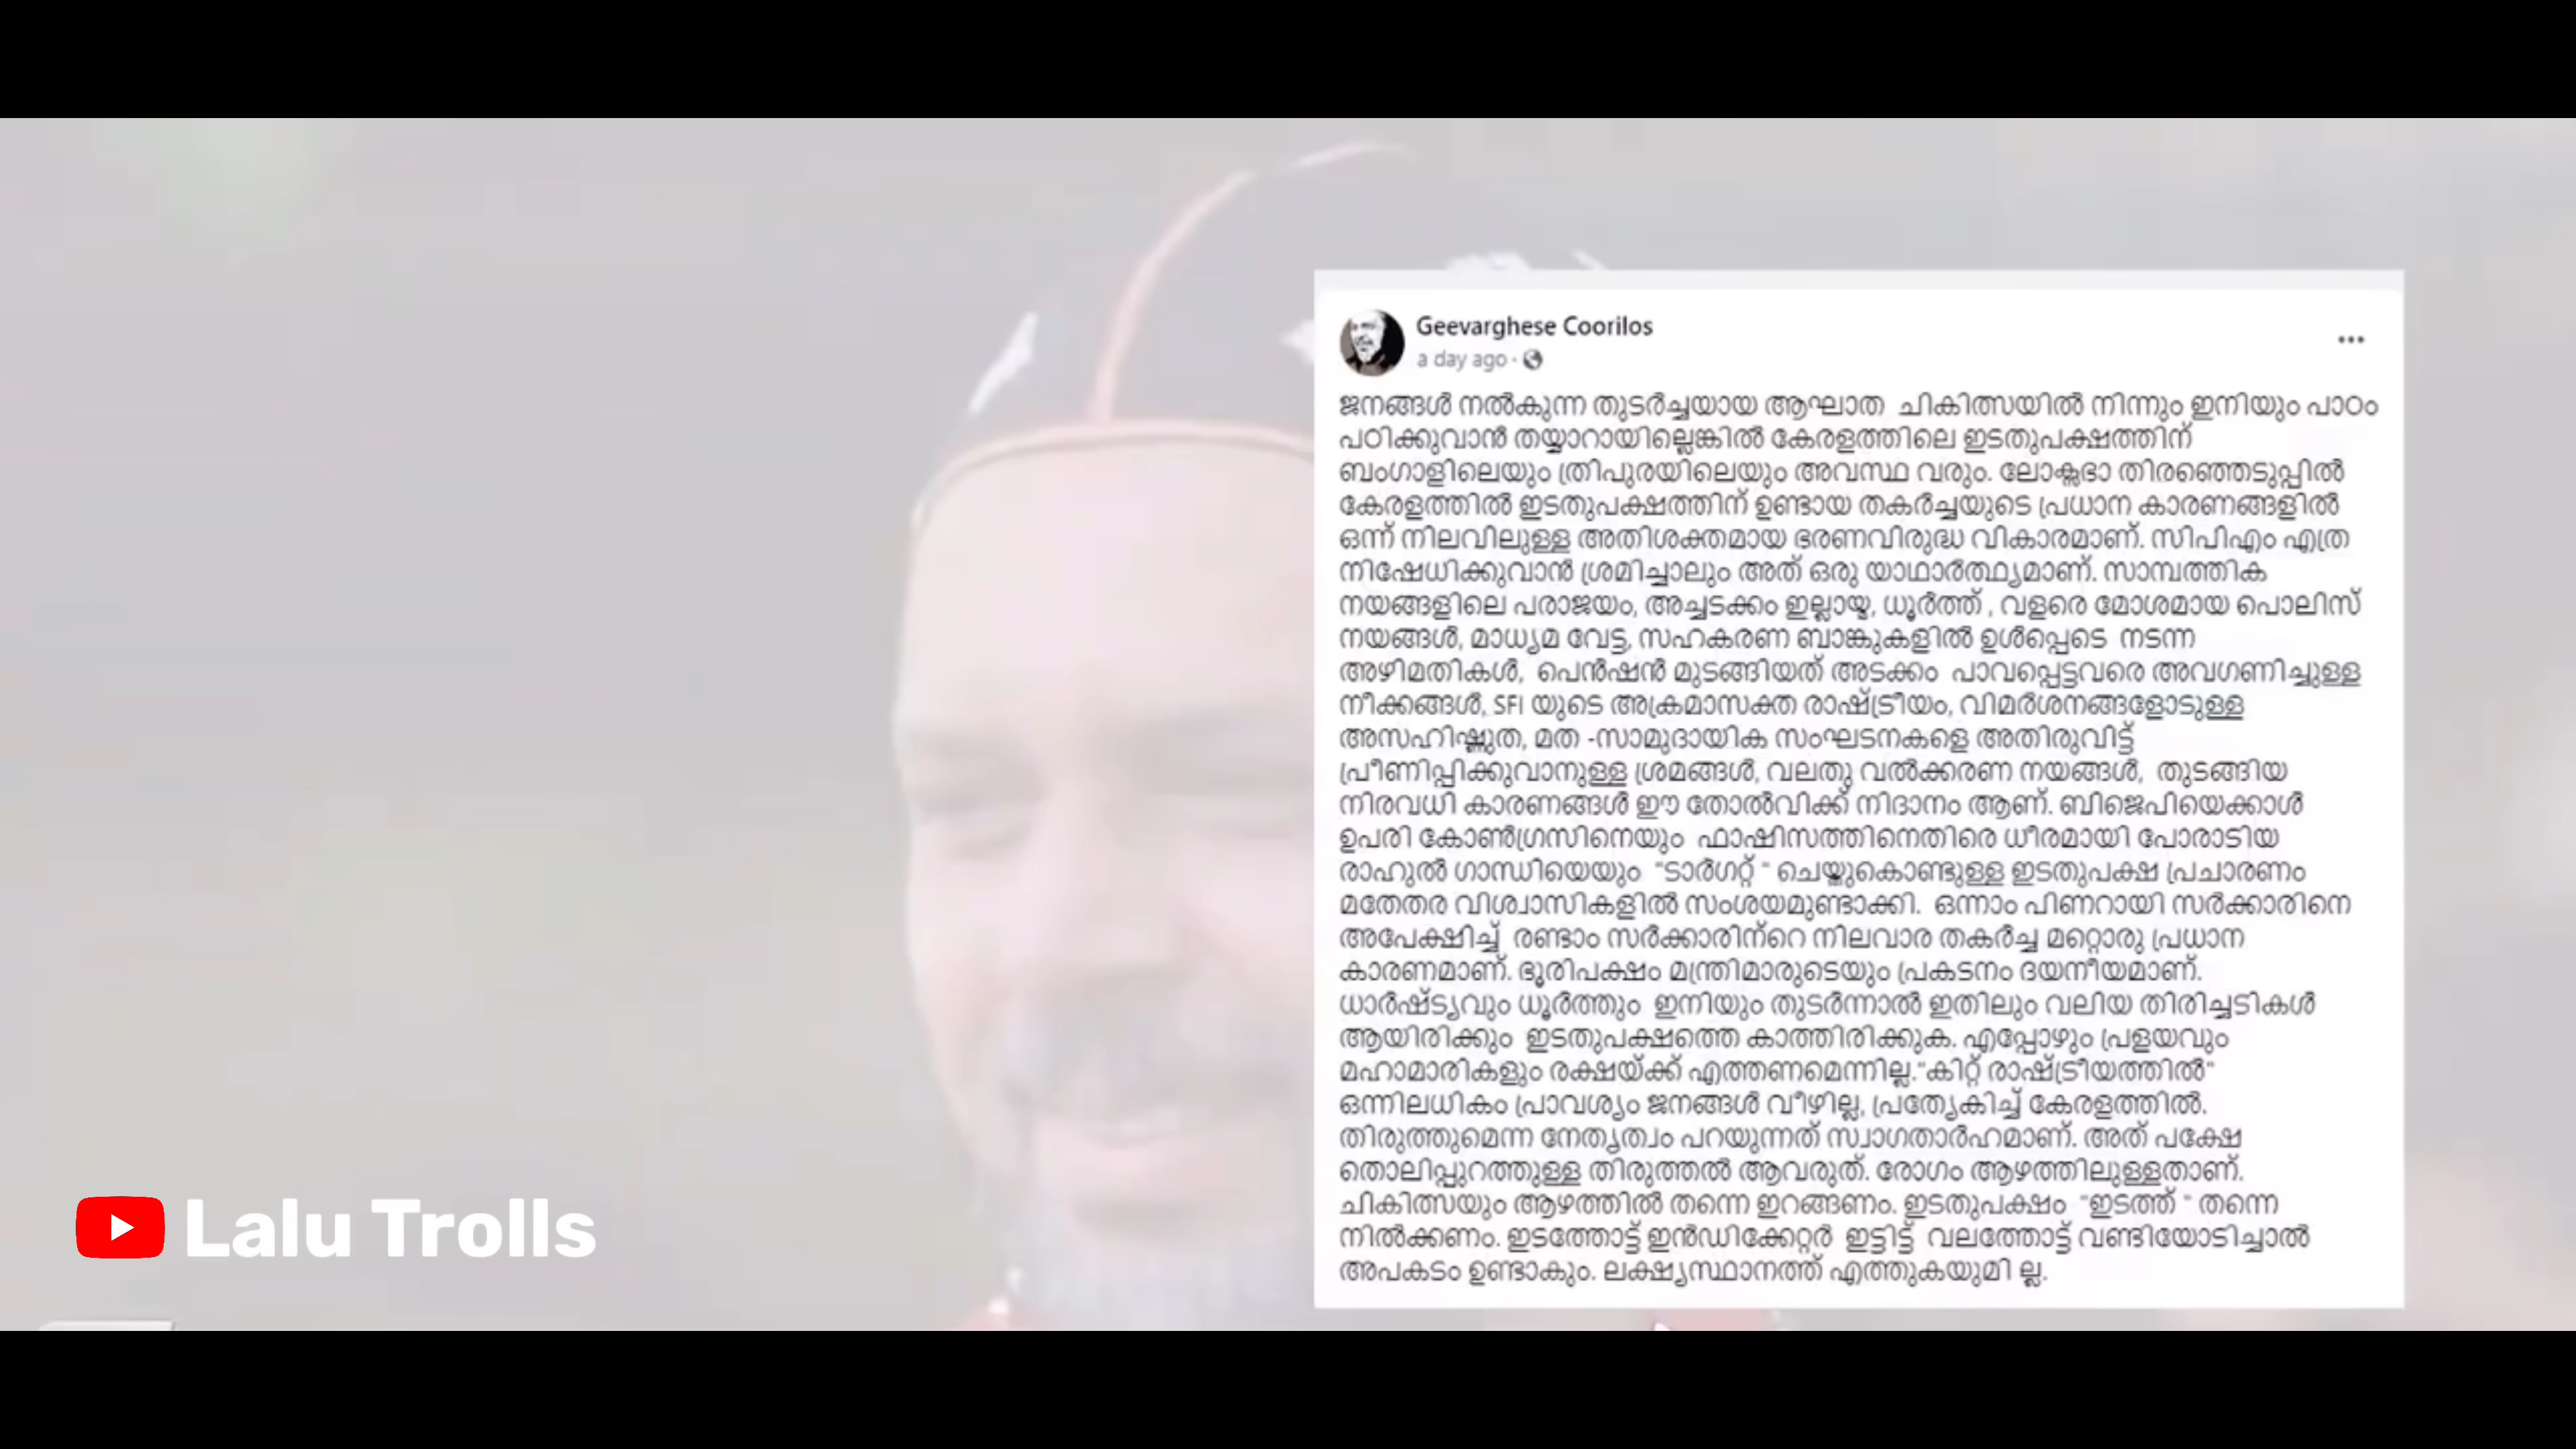 Geevarghese Coorilos
a day ago ·
ജനങ്ങൾ നൽകുന്ന തുടർച്ചയായ ആഘാത ചികിത്സയിൽ നിന്നും ഇനിയും പാഠം
പഠിക്കുവാൻ തയ്യാറായില്ലെങ്കിൽ കേരളത്തിലെ ഇടതുപക്ഷത്തിന്
ബംഗാളിലെയും ത്രിപുരയിലെയും അവസ്ഥ വരും. ലോക്സഭാ തിരഞ്ഞെടുപ്പിൽ
കേരളത്തിൽ ഇടതുപക്ഷത്തിന് ഉണ്ടായ തകർച്ചയുടെ പ്രധാന കാരണങ്ങളിൽ
ഒന്ന് നിലവിലുള്ള അതിശക്തമായ ഭരണവിരുദ്ധ വികാരമാണ്. സിപിഎം എത്ര
നിഷേധിക്കുവാൻ ശ്രമിച്ചാലും അത് ഒരു യാഥാർത്ഥ്യമാണ്. സാമ്പത്തിക
നയങ്ങളിലെ പരാജയം, അച്ചടക്കം ഇല്ലായ്മ, ധൂർത്ത് , വളരെ മോശമായ പൊലിസ്
നയങ്ങൾ, മാധ്യമ വേട്ട, സഹകരണ ബാങ്കുകളിൽ ഉൾപ്പെടെ നടന്ന
അഴിമതികൾ, പെൻഷൻ മുടങ്ങിയത് അടക്കം പാവപ്പെട്ടവരെ അവഗണിച്ചുള്ള
നീക്കങ്ങൾ, SFI യുടെ അക്രമാസക്ത രാഷ്ട്രീയം, വിമർശനങ്ങളോടുള്ള
അസഹിഷ്ണുത, മത -സാമുദായിക സംഘടനകളെ അതിരുവിട്ട്
പ്രീണിപ്പിക്കുവാനുള്ള ശ്രമങ്ങൾ, വലതു വൽക്കരണ നയങ്ങൾ, തുടങ്ങിയ
നിരവധി കാരണങ്ങൾ ഈ തോൽവിക്ക് നിദാനം ആണ്. ബിജെപിയെക്കാൾ
ഉപരി കോൺഗ്രസിനെയും ഫാഷിസത്തിനെതിരെ ധീരമായി പോരാടിയ
രാഹുൽ ഗാന്ധിയെയും "ടാർഗറ്റ് " ചെയ്തുകൊണ്ടുള്ള ഇടതുപക്ഷ പ്രചാരണം
മതേതര വിശ്വാസികളിൽ സംശയമുണ്ടാക്കി. ഒന്നാം പിണറായി സർക്കാരിനെ
അപേക്ഷിച്ച് രണ്ടാം സർക്കാരിന്റെ നിലവാര തകർച്ച മറ്റൊരു പ്രധാന
കാരണമാണ്. ഭൂരിപക്ഷം മന്ത്രിമാരുടെയും പ്രകടനം ദയനീയമാണ്.
ധാർഷ്ട്യവും ധൂർത്തും ഇനിയും തുടർന്നാൽ ഇതിലും വലിയ തിരിച്ചടികൾ
ആയിരിക്കും ഇടതുപക്ഷത്തെ കാത്തിരിക്കുക. എപ്പോഴും പ്രളയവും
മഹാമാരികളും രക്ഷയ്ക്ക് എത്തണമെന്നില്ല."കിറ്റ് രാഷ്ട്രീയത്തിൽ"
ഒന്നിലധികം പ്രാവശ്യം ജനങ്ങൾ വീഴില്ല, പ്രത്യേകിച്ച് കേരളത്തിൽ.
തിരുത്തുമെന്ന നേതൃത്വം പറയുന്നത് സ്വാഗതാർഹമാണ്. അത് പക്ഷേ
തൊലിപ്പുറത്തുള്ള തിരുത്തൽ ആവരുത്. രോഗം ആഴത്തിലുള്ളതാണ്.
ചികിത്സയും ആഴത്തിൽ തന്നെ ഇറങ്ങണം. ഇടതുപക്ഷം "ഇടത്ത് " തന്നെ
നിൽക്കണം. ഇടത്തോട്ട് ഇൻഡിക്കേറ്റർ ഇട്ടിട്ട് വലത്തോട്ട് വണ്ടിയോടിച്ചാൽ
അപകടം ഉണ്ടാകും. ലക്ഷ്യസ്ഥാനത്ത് എത്തുകയുമി ല്ല.
Lalu Trolls